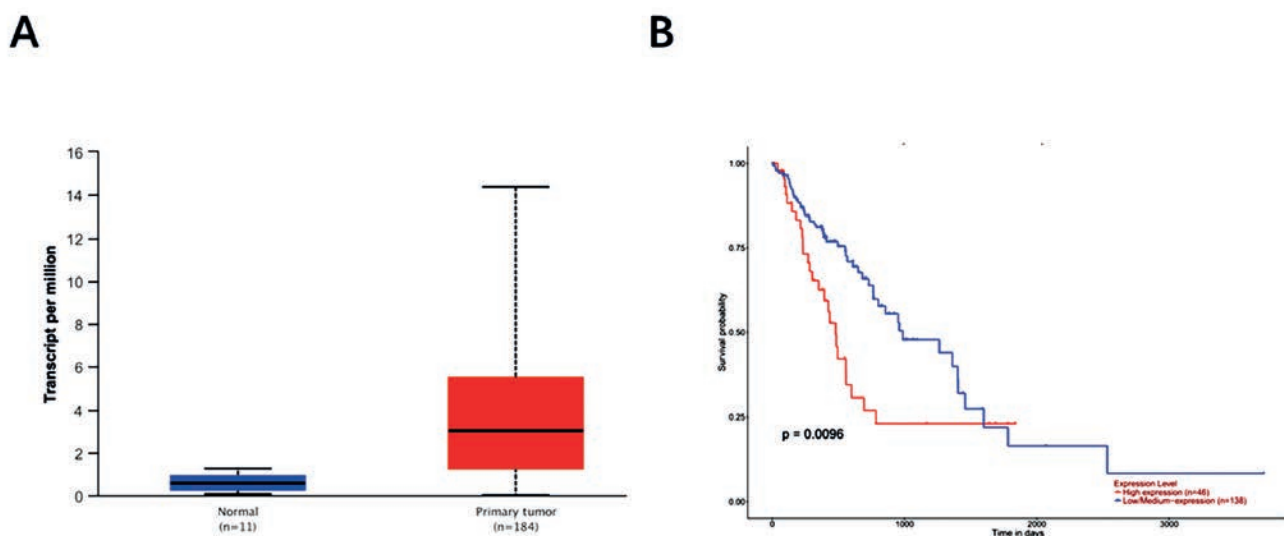 A
B
16
14
12
10
8
6
4
2
0
Transcript per million
Normal
(n=11)
Primary tumor
(n=184)
1.00
0.75
0.50
0.25
0.00
Survival probability
p = 0.0096
Expression Level
High expression (n=46)
Low/Medium-expression (n=138)
0
1000
2000
3000
Time in days